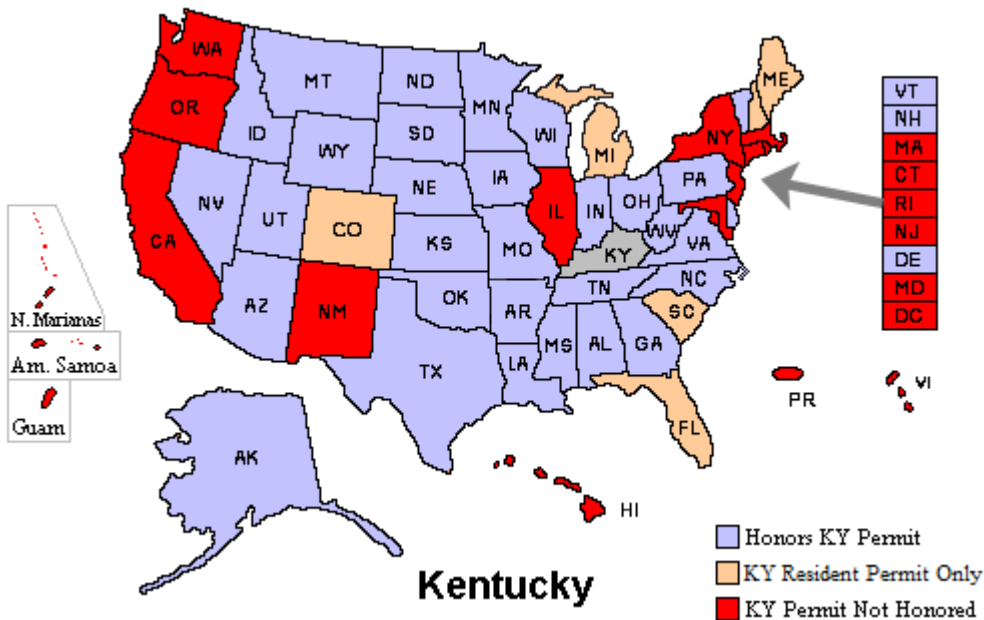 WA
OR
CA
NV
ID
MT
WY
UT
CO
AZ
NM
ND
SD
NE
KS
OK
TX
MN
IA
MO
AR
LA
WI
IL
MI
IN
OH
KY
TN
MS
AL
GA
FL
SC
NC
VA
WV
PA
NY
ME
VT
NH
MA
CT
RI
NJ
DE
MD
DC
N. Marianas
Am. Samoa
Guam
AK
HI
PR
VI
Kentucky
Honors KY Permit
KY Resident Permit Only
KY Permit Not Honored